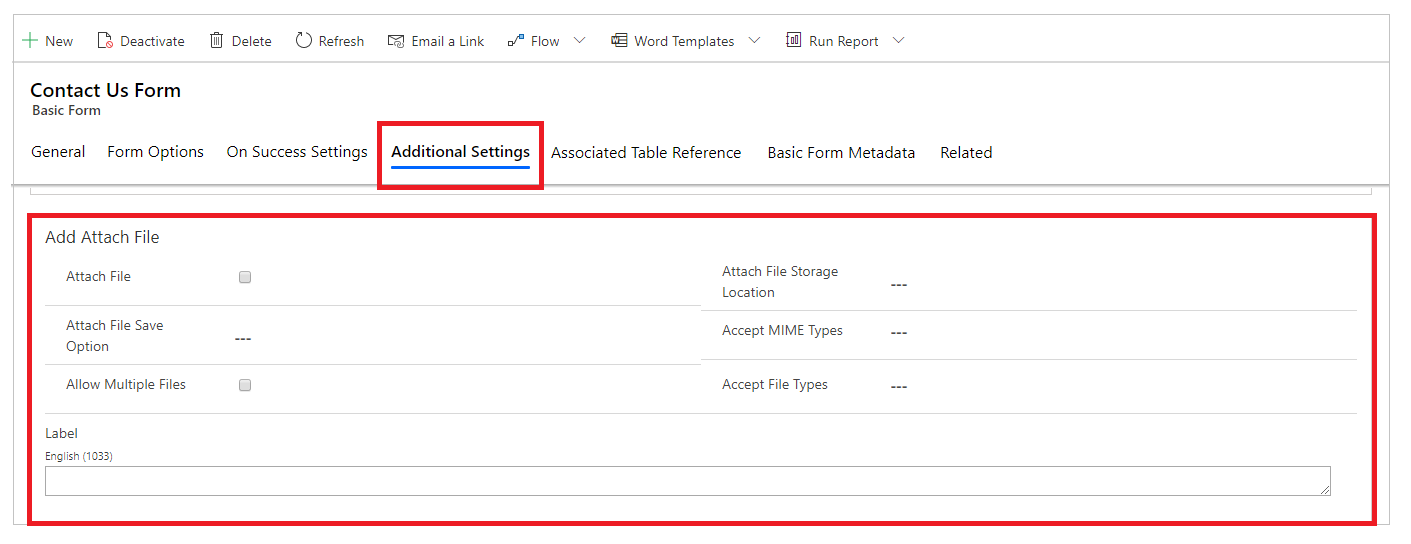 New Deactivate Delete Refresh Email a Link Flow Word Templates Run Report
Contact Us Form
Basic Form
General Form Options On Success Settings Additional Settings Associated Table Reference Basic Form Metadata Related
Add Attach File
Attach File
Attach File Storage
Location
---
Attach File Save
Option
---
Accept MIME Types ---
Allow Multiple Files
Accept File Types ---
Label
English (1033)